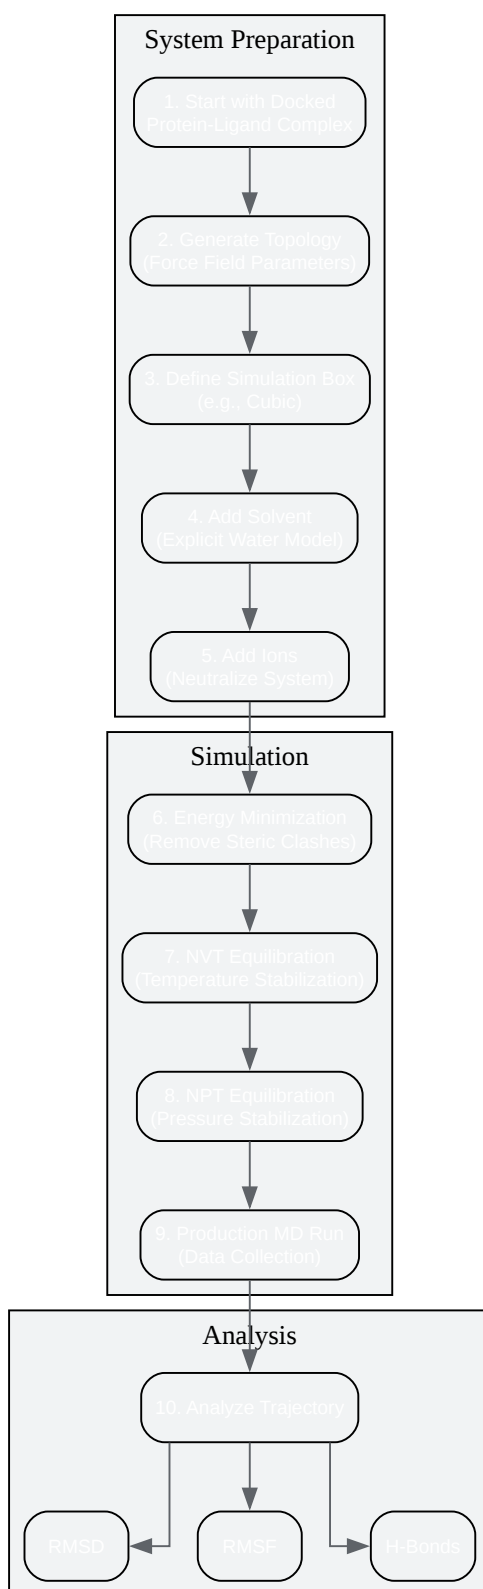 System Preparation
1. Start with Docked
Protein-Ligand Complex
2. Generate Topology
(Force Field Parameters)
3. Define Simulation Box
(e.g., Cubic)
4. Add Solvent
(Explicit Water Model)
5. Add Ions
(Neutralize System)
Simulation
6. Energy Minimization
(Remove Steric Clashes)
7. NVT Equilibration
(Temperature Stabilization)
8. NPT Equilibration
(Pressure Stabilization)
9. Production MD Run
(Data Collection)
Analysis
10. Analyze Trajectory
RMSD
RMSF
H-Bonds